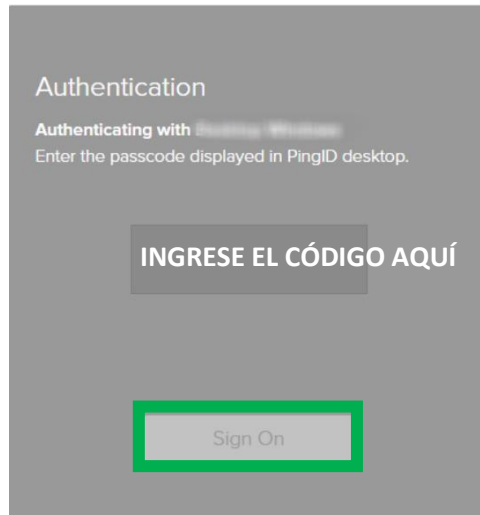 Authentication
Authenticating with
Enter the passcode displayed in PingID desktop.
INGRESE EL CÓDIGO AQUÍ
Sign On